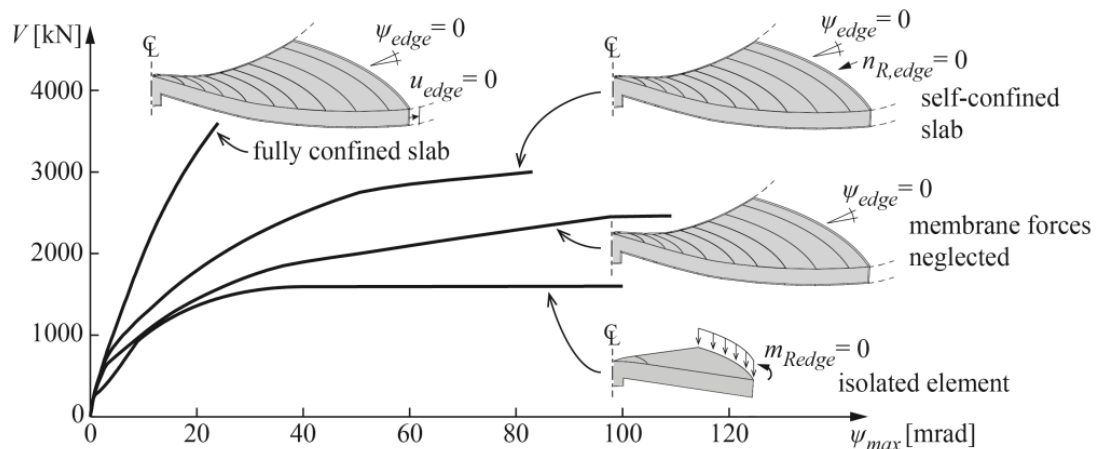 V [kN]
4000
3000
2000
1000
0
0
20
40
60
80
100
120
ψmax [mrad]
℄
ψedge = 0
uedge = 0
fully confined slab
℄
ψedge = 0
nR,edge = 0
self-confined
slab
ψedge = 0
membrane forces
neglected
℄
mRedge = 0
isolated element